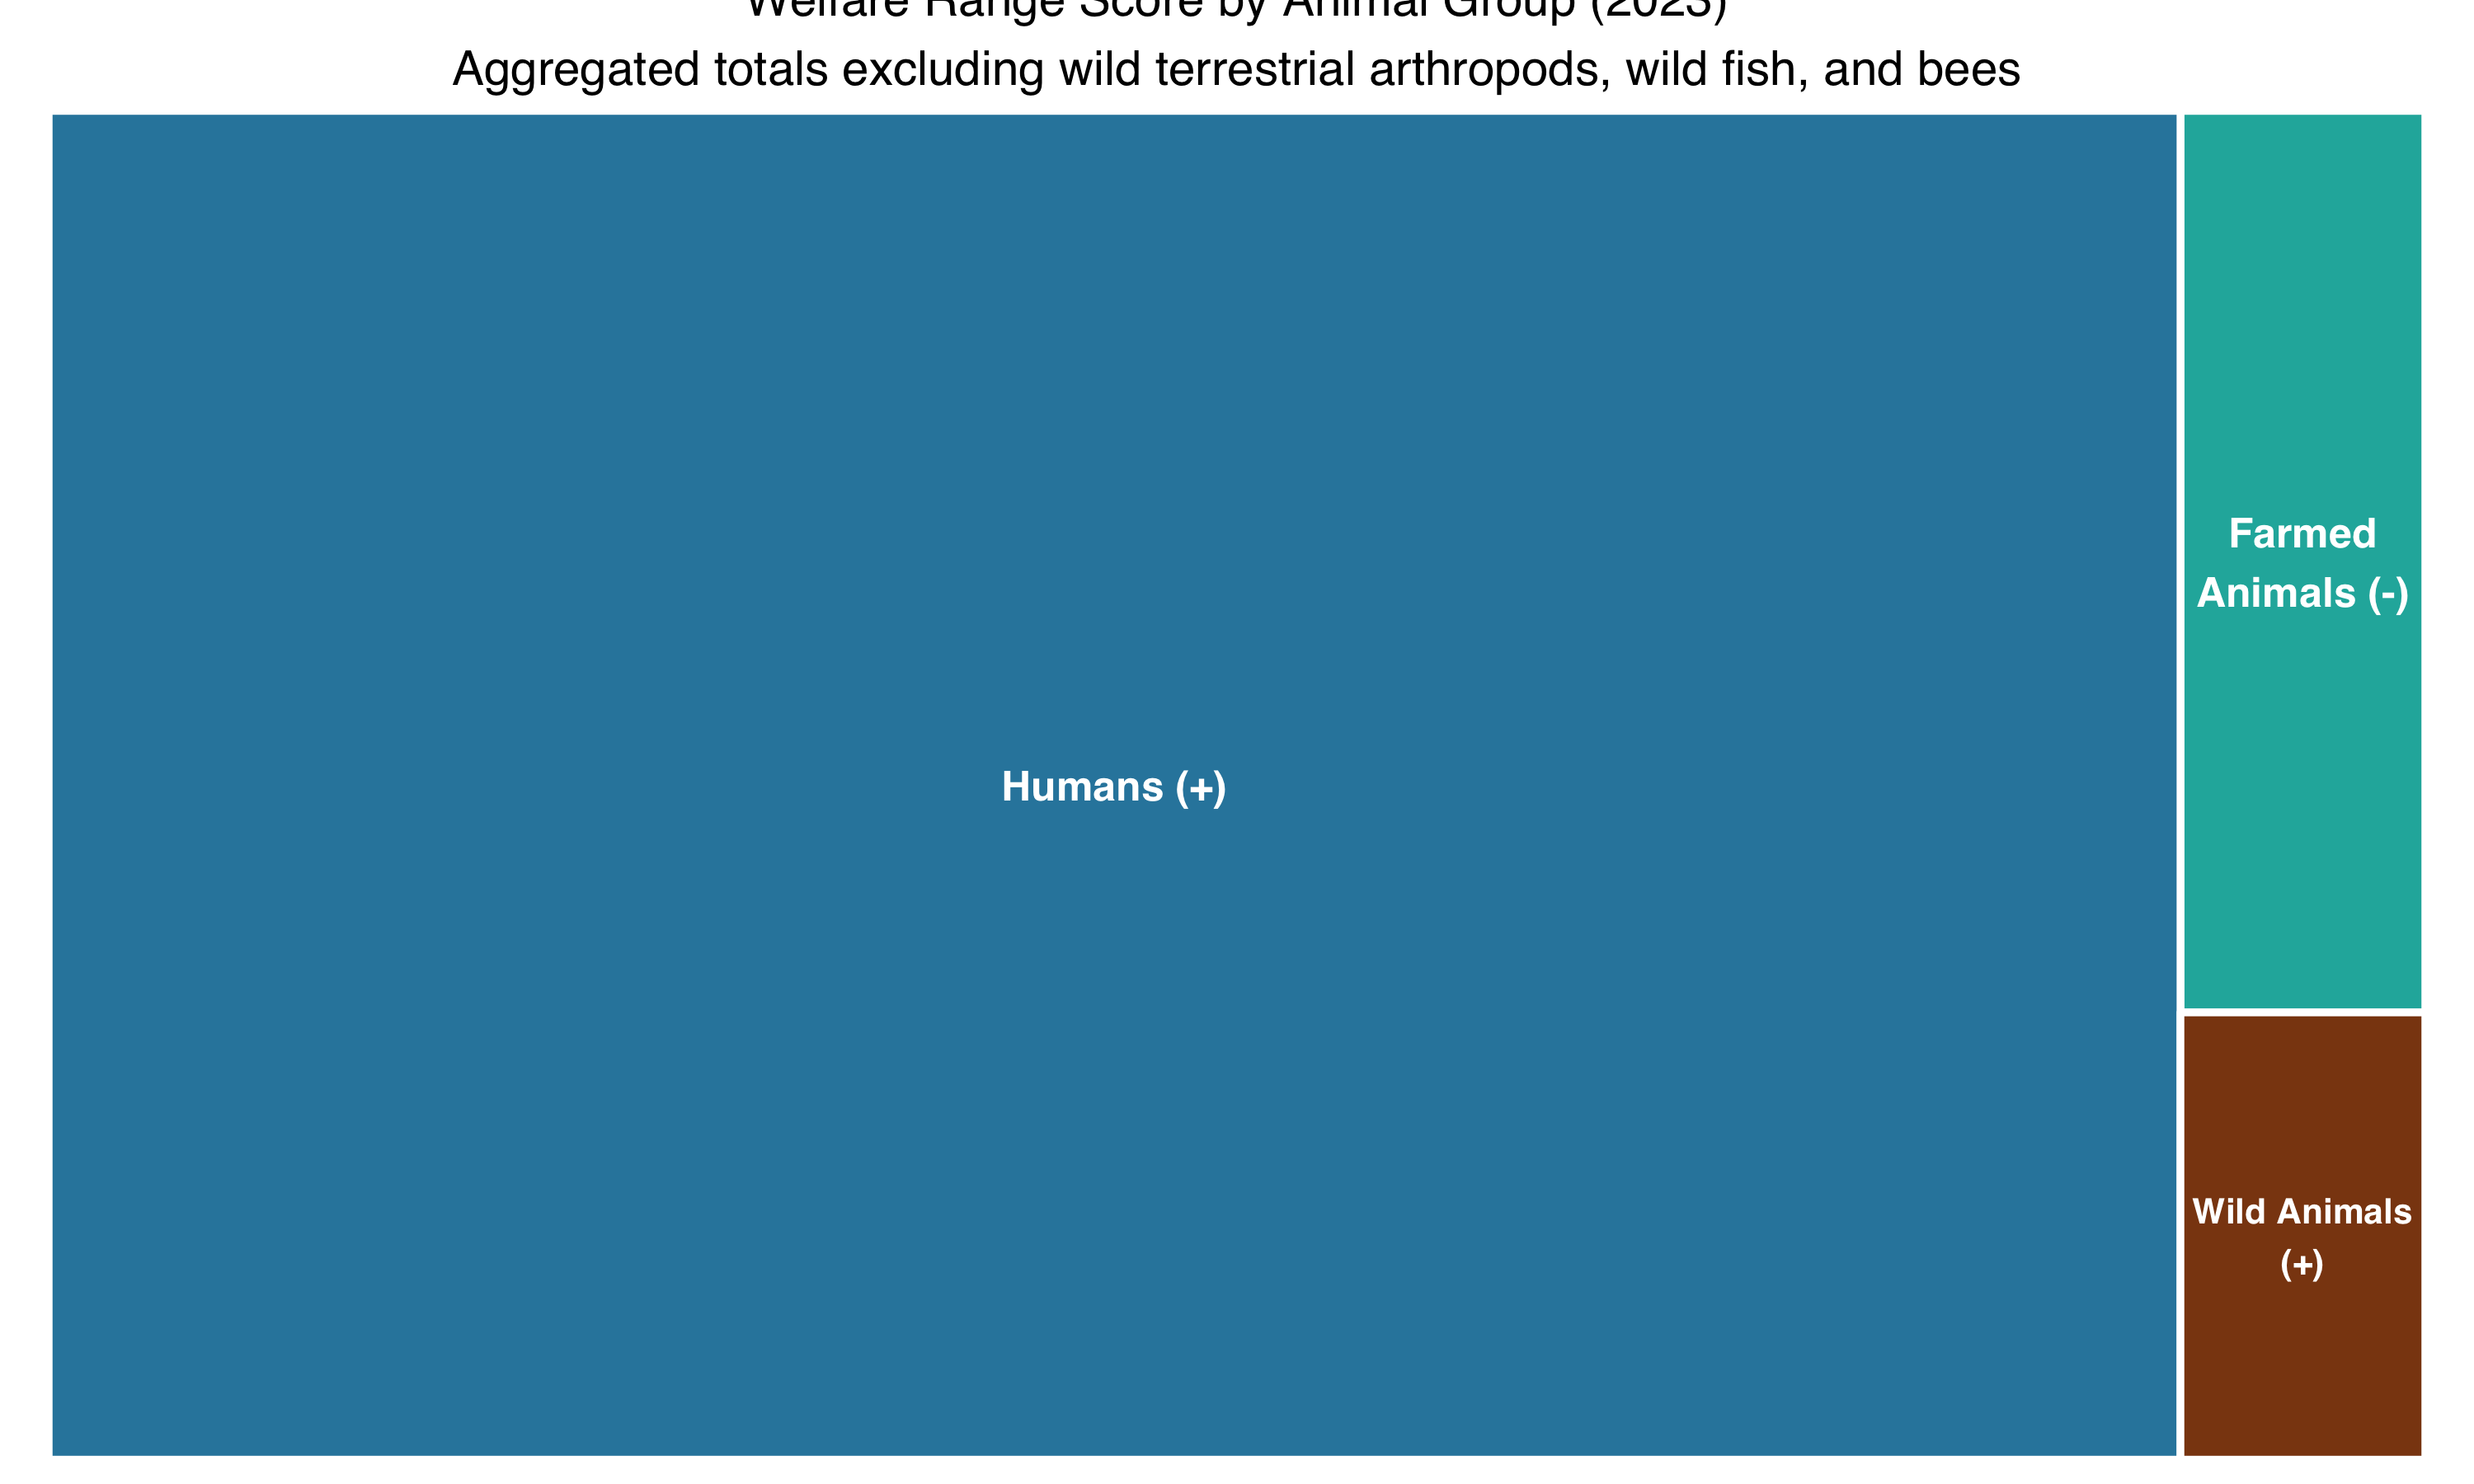 Welfare Range Score by Animal Group (2023)
Aggregated totals excluding wild terrestrial arthropods, wild fish, and bees
Humans (+)
Farmed
Animals (-)
Wild Animals
(+)